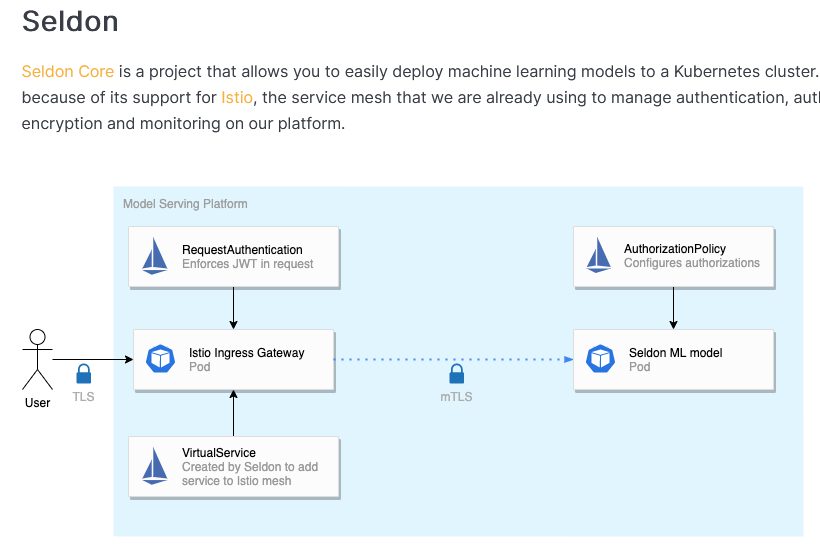 Seldon
Seldon Core is a project that allows you to easily deploy machine learning models to a Kubernetes cluster.
because of its support for Istio, the service mesh that we are already using to manage authentication,
encryption and monitoring on our platform.
Model Serving Platform
RequestAuthentication
Enforces JWT in request
AuthorizationPolicy
Configures authorizations
Istio Ingress Gateway
Pod
Seldon ML model
Pod
User
TLS
mTLS
VirtualService
Created by Seldon to add
service to Istio mesh